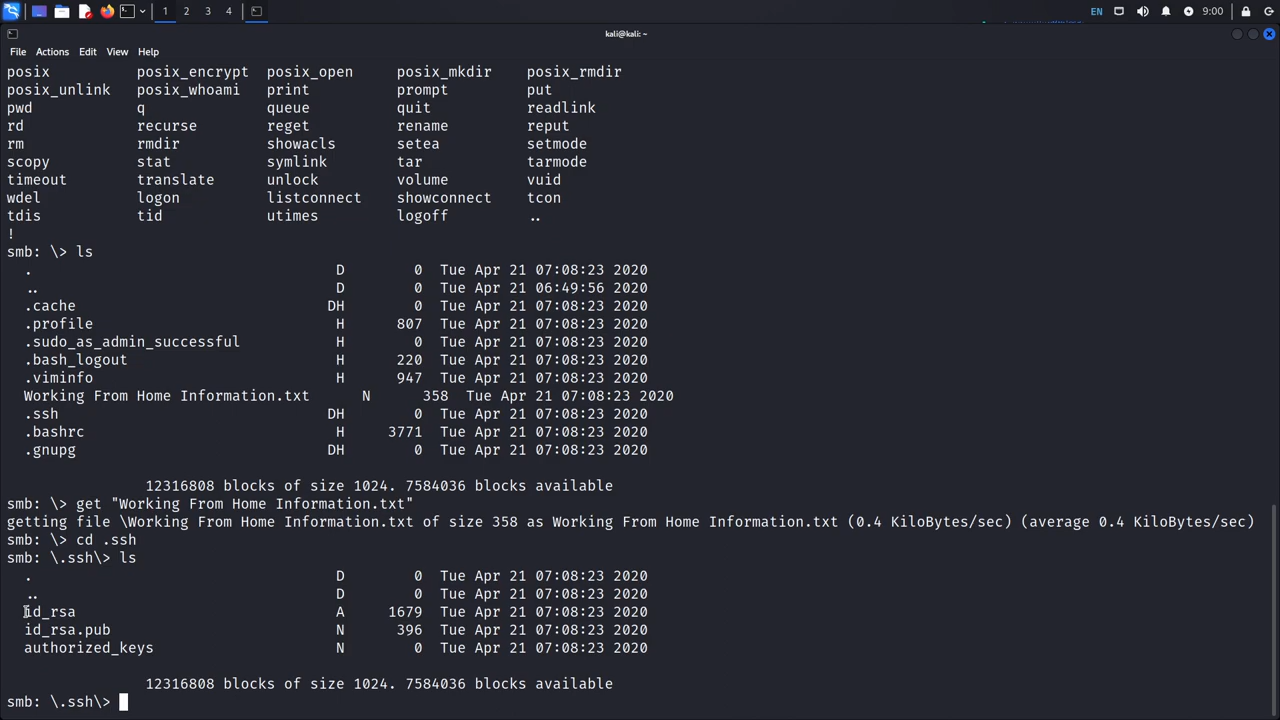 1 2 3 4 EN 9:00
kali@kali: ~
File Actions Edit View Help
posix posix_encrypt posix_open posix_mkdir posix_rmdir
posix_unlink posix_whoami print prompt put
pwd q queue quit readlink
rd recurse reget rename reput
rm rmdir showacls setea setmode
scopy stat symlink tar tarmode
timeout translate unlock volume vuid
wdel logon listconnect showconnect tcon
tdis tid utimes logoff ..
!
smb: \> ls
. D 0 Tue Apr 21 07:08:23 2020
.. D 0 Tue Apr 21 06:49:56 2020
.cache DH 0 Tue Apr 21 07:08:23 2020
.profile H 807 Tue Apr 21 07:08:23 2020
.sudo_as_admin_successful H 0 Tue Apr 21 07:08:23 2020
.bash_logout H 220 Tue Apr 21 07:08:23 2020
.viminfo H 947 Tue Apr 21 07:08:23 2020
Working From Home Information.txt N 358 Tue Apr 21 07:08:23 2020
.ssh DH 0 Tue Apr 21 07:08:23 2020
.bashrc H 3771 Tue Apr 21 07:08:23 2020
.gnupg DH 0 Tue Apr 21 07:08:23 2020
12316808 blocks of size 1024. 7584036 blocks available
smb: \> get "Working From Home Information.txt"
getting file \Working From Home Information.txt of size 358 as Working From Home Information.txt (0.4 KiloBytes/sec) (average 0.4 KiloBytes/sec)
smb: \> cd .ssh
smb: \.ssh\> ls
. D 0 Tue Apr 21 07:08:23 2020
.. D 0 Tue Apr 21 07:08:23 2020
id_rsa A 1679 Tue Apr 21 07:08:23 2020
id_rsa.pub N 396 Tue Apr 21 07:08:23 2020
authorized_keys N 0 Tue Apr 21 07:08:23 2020
12316808 blocks of size 1024. 7584036 blocks available
smb: \.ssh\>